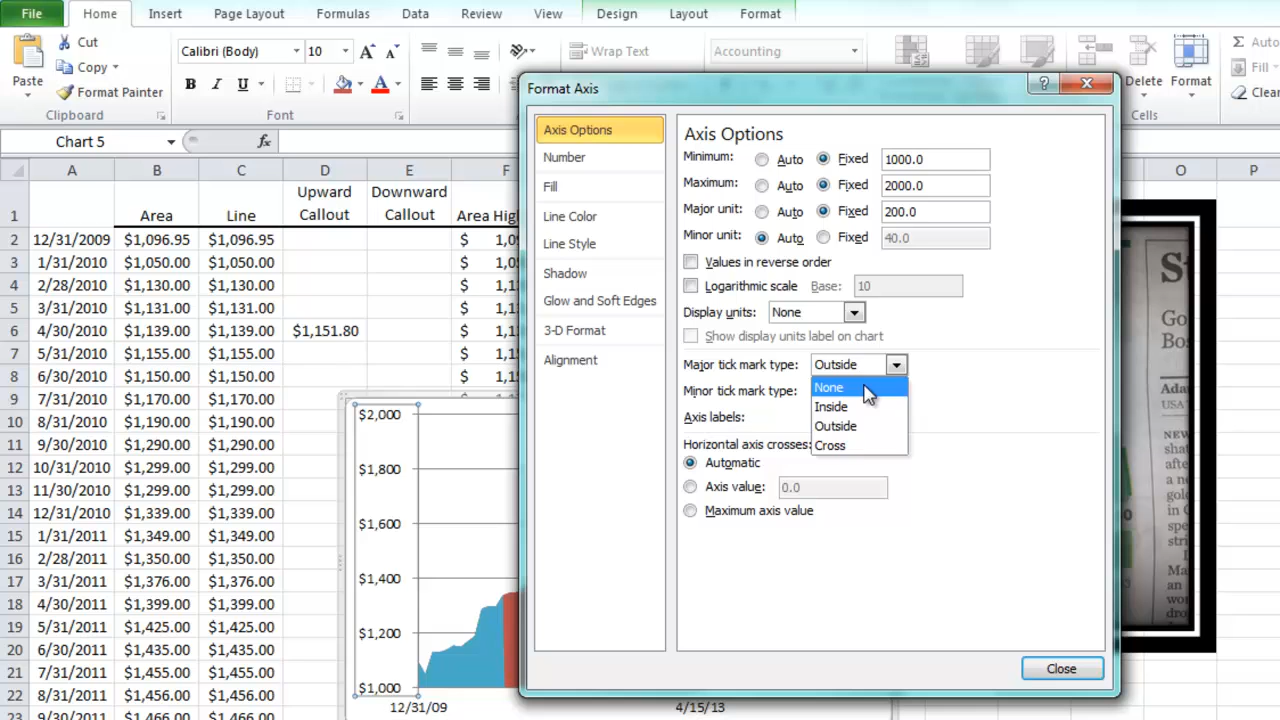 File Home Insert Page Layout Formulas Data Review View Design Layout Format
Cut
Copy
Format Painter
Paste
Clipboard
Calibri (Body) 10 A A
B I U A
Font
Wrap Text
Accounting
Delete Format
Cells
Σ Auto
Fill
Clear
Chart 5 fx
A B C D E F O P
1 Area Line Upward Callout Downward Callout Area High
2 12/31/2009 $1,096.95 $1,096.95 $
3 1/31/2010 $1,050.00 $1,050.00 $
4 2/28/2010 $1,130.00 $1,130.00 $
5 3/31/2010 $1,131.00 $1,131.00 $
6 4/30/2010 $1,139.00 $1,139.00 $1,151.80 $
7 5/31/2010 $1,155.00 $1,155.00 $
8 6/30/2010 $1,150.00 $1,150.00 $
9 7/31/2010 $1,170.00 $1,170.00
10 8/31/2010 $1,190.00 $1,190.00
11 9/30/2010 $1,299.00 $1,299.00
12 10/31/2010 $1,299.00 $1,299.00
13 11/30/2010 $1,299.00 $1,299.00
14 12/31/2010 $1,339.00 $1,339.00
15 1/31/2011 $1,349.00 $1,349.00
16 2/28/2011 $1,350.00 $1,350.00
17 3/31/2011 $1,376.00 $1,376.00
18 4/30/2011 $1,399.00 $1,399.00
19 5/31/2011 $1,425.00 $1,425.00
20 6/30/2011 $1,435.00 $1,435.00
21 7/31/2011 $1,455.00 $1,455.00
22 8/31/2011 $1,456.00 $1,456.00
$2,000
$1,800
$1,600
$1,400
$1,200
$1,000
12/31/09 4/15/13
Format Axis
?
Axis Options
Number
Fill
Line Color
Line Style
Shadow
Glow and Soft Edges
3-D Format
Alignment
Axis Options
Minimum: Auto Fixed 1000.0
Maximum: Auto Fixed 2000.0
Major unit: Auto Fixed 200.0
Minor unit: Auto Fixed 40.0
Values in reverse order
Logarithmic scale Base: 10
Display units: None
Show display units label on chart
Major tick mark type: Outside
None
Minor tick mark type:
Inside
Axis labels:
Outside
Horizontal axis crosses:
Cross
Automatic
Axis value: 0.0
Maximum axis value
Close
Go
Bos
Adam
USA
NEW
shat
afte
a ne
gold
in
spe
stri